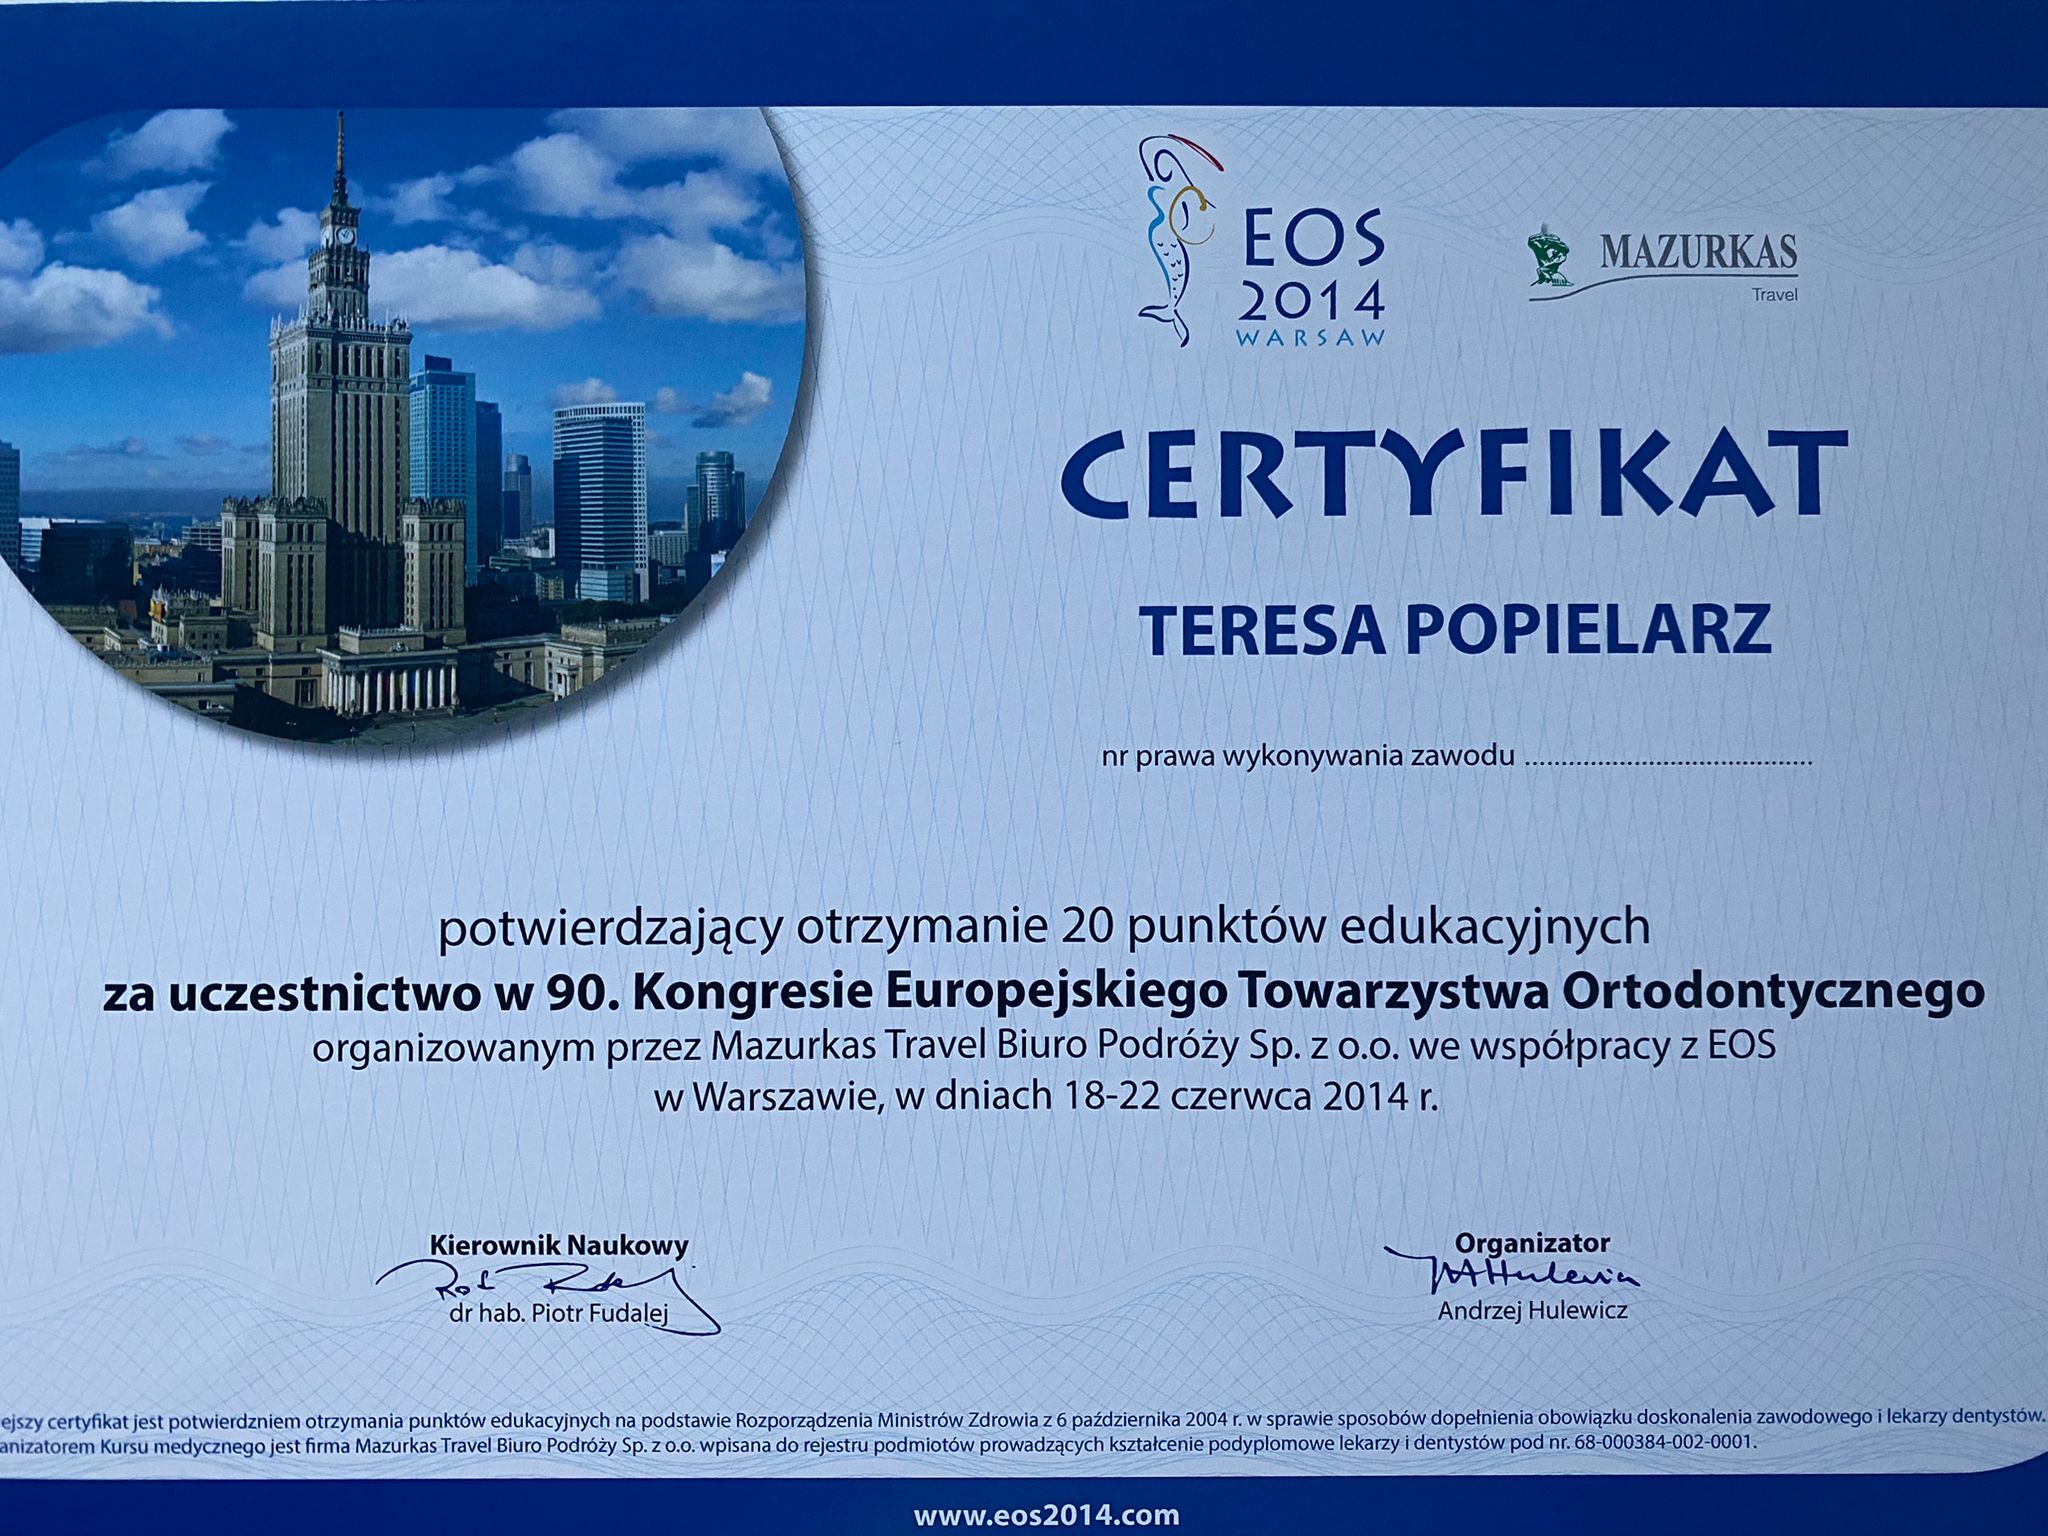 EOS
2014
WARSAW
MAZURKAS
Travel
CERTYFIKAT
TERESA POPIELARZ
nr prawa wykonywania zawodu .......................................
potwierdzający otrzymanie 20 punktów edukacyjnych
za uczestnictwo w 90. Kongresie Europejskiego Towarzystwa Ortodontycznego
organizowanym przez Mazurkas Travel Biuro Podróży Sp. z o.o. we współpracy z EOS
w Warszawie, w dniach 18-22 czerwca 2014 r.
Kierownik Naukowy
dr hab. Piotr Fudalej
Organizator
Andrzej Hulewicz
ejszy certyfikat jest potwierdzniem otrzymania punktów edukacyjnych na podstawie Rozporządzenia Ministrów Zdrowia z 6 października 2004 r. w sprawie sposobów dopełnienia obowiązku doskonalenia zawodowego i lekarzy dentystów.
anizatorem Kursu medycznego jest firma Mazurkas Travel Biuro Podróży Sp. z o.o. wpisana do rejestru podmiotów prowadzących kształcenie podyplomowe lekarzy i dentystów pod nr. 68-000384-002-0001.
www.eos2014.com